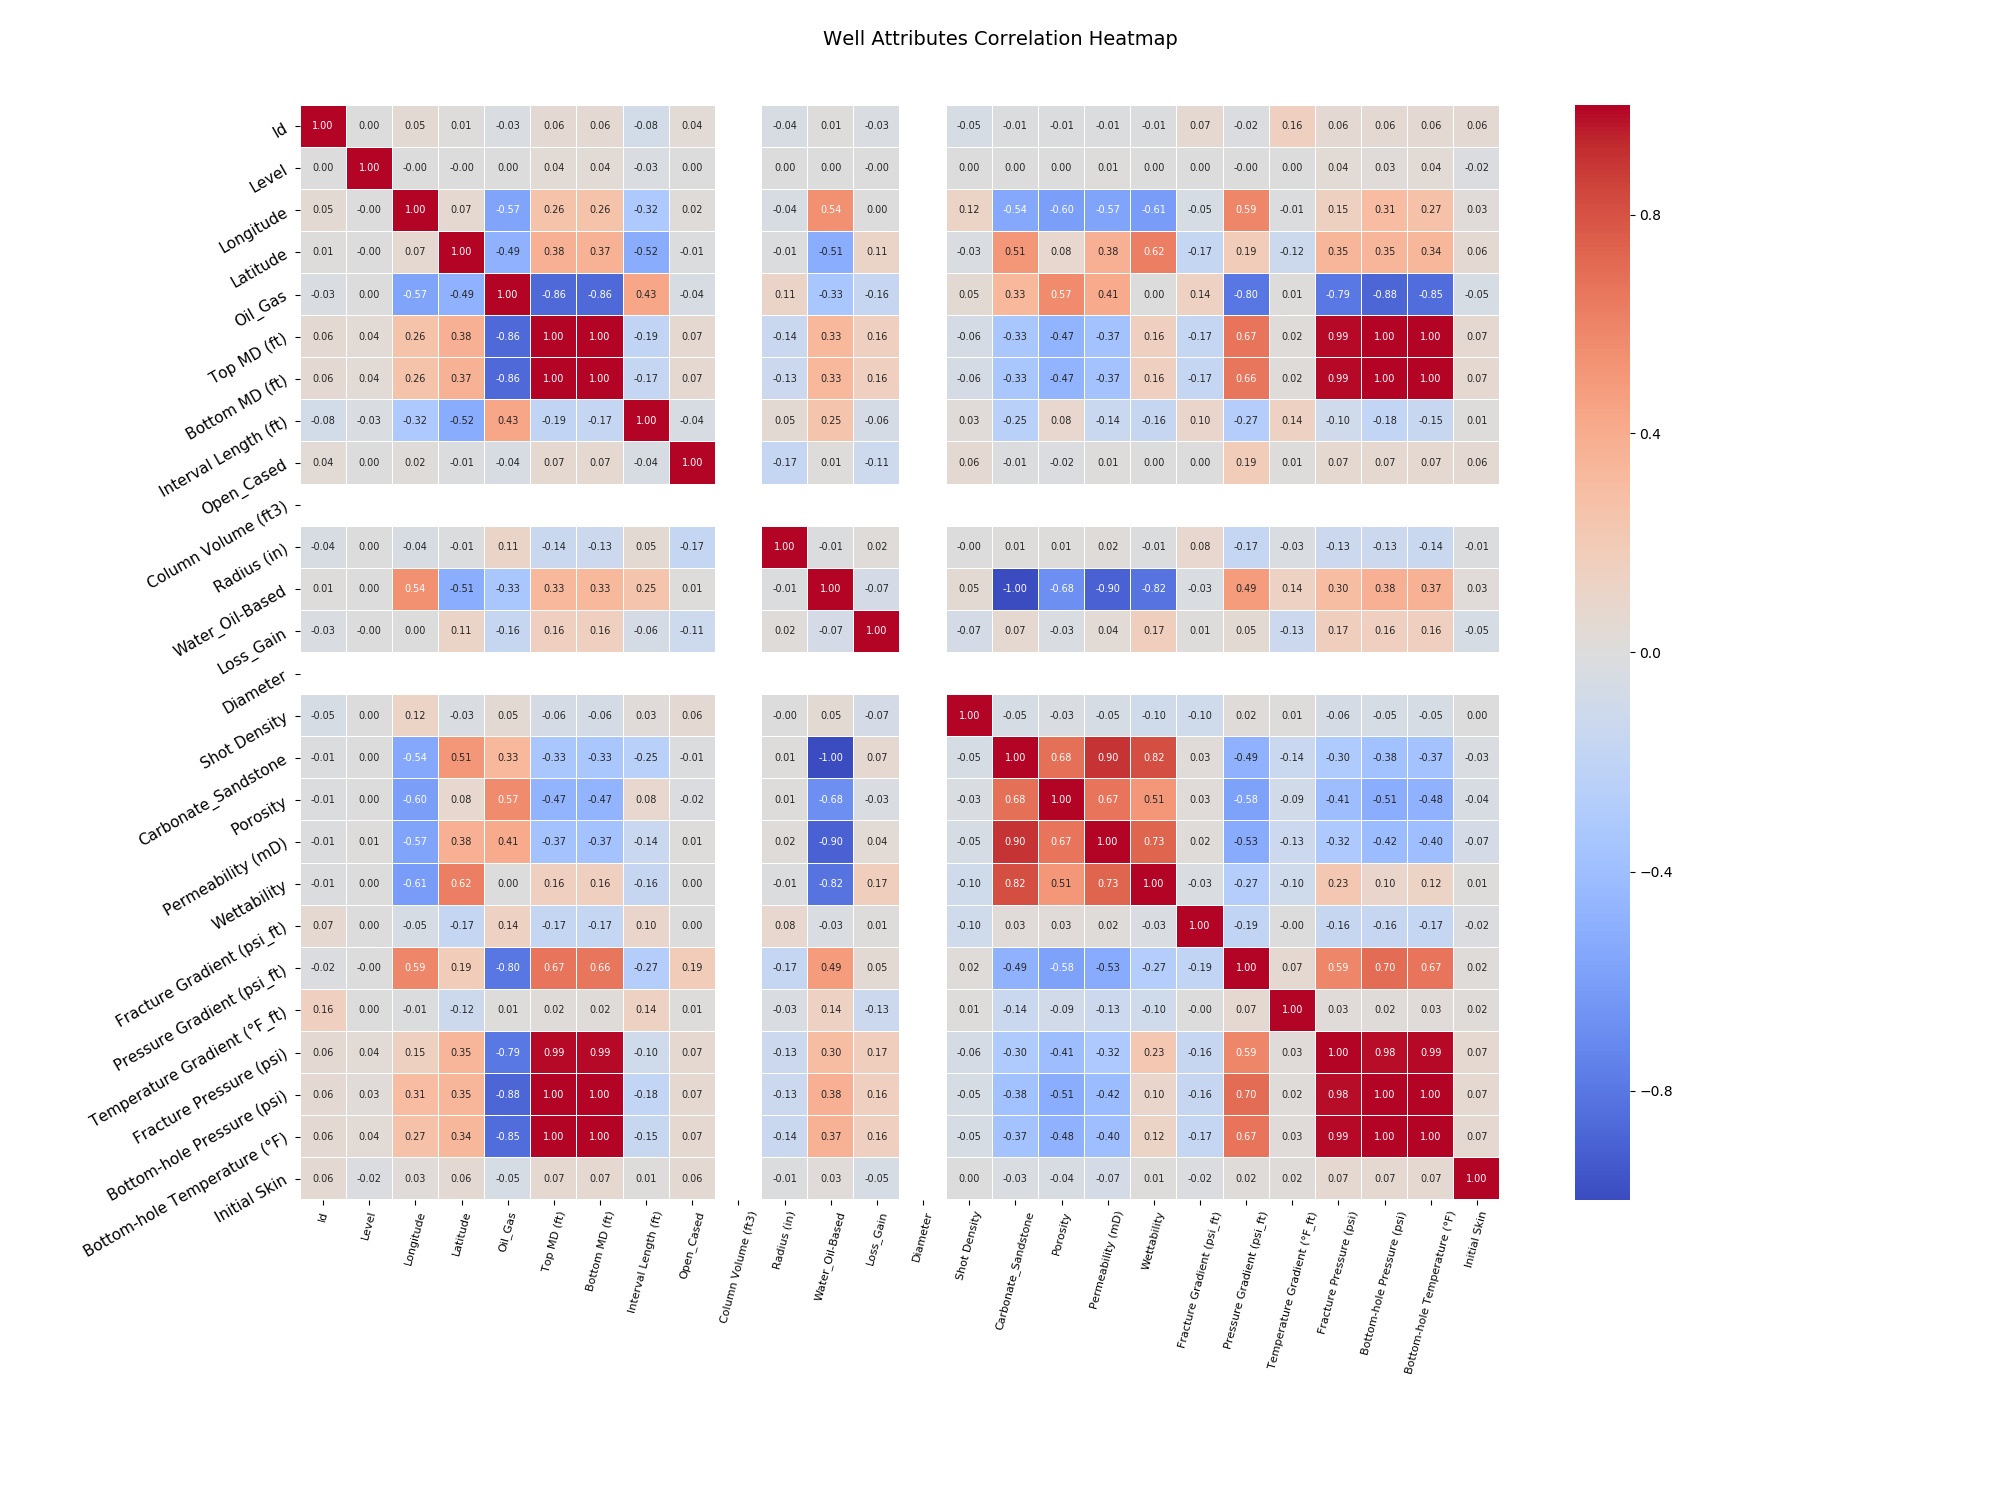 Well Attributes Correlation Heatmap
Id 1.00 0.00 0.05 0.01 -0.03 0.06 0.06 -0.08 0.04 -0.04 0.01 -0.03 -0.05 -0.01 -0.01 -0.01 -0.01 0.07 -0.02 0.16 0.06 0.06 0.06 0.06
Level 0.00 1.00 -0.00 -0.00 0.00 0.04 0.04 -0.03 0.00 0.00 0.00 -0.00 0.00 0.00 0.00 0.01 0.00 0.00 -0.00 0.00 0.04 0.03 0.04 -0.02
Longitude 0.05 -0.00 1.00 0.07 -0.57 0.26 0.26 -0.32 0.02 -0.04 0.54 0.00 0.12 -0.54 -0.60 -0.57 -0.61 -0.05 0.59 -0.01 0.15 0.31 0.27 0.03
Latitude 0.01 -0.00 0.07 1.00 -0.49 0.38 0.37 -0.52 -0.01 -0.01 -0.51 0.11 -0.03 0.51 0.08 0.38 0.62 -0.17 0.19 -0.12 0.35 0.35 0.34 0.06
Oil_Gas -0.03 0.00 -0.57 -0.49 1.00 -0.86 -0.86 0.43 -0.04 0.11 -0.33 -0.16 0.05 0.33 0.57 0.41 0.00 0.14 -0.80 0.01 -0.79 -0.88 -0.85 -0.05
Top MD (ft) 0.06 0.04 0.26 0.38 -0.86 1.00 1.00 -0.19 0.07 -0.14 0.33 0.16 -0.06 -0.33 -0.47 -0.37 0.16 -0.17 0.67 0.02 0.99 1.00 1.00 0.07
Bottom MD (ft) 0.06 0.04 0.26 0.37 -0.86 1.00 1.00 -0.17 0.07 -0.13 0.33 0.16 -0.06 -0.33 -0.47 -0.37 0.16 -0.17 0.66 0.02 0.99 1.00 1.00 0.07
Interval Length (ft) -0.08 -0.03 -0.32 -0.52 0.43 -0.19 -0.17 1.00 -0.04 0.05 0.25 -0.06 0.03 -0.25 0.08 -0.14 -0.16 0.10 -0.27 0.14 -0.10 -0.18 -0.15 0.01
Open_Cased 0.04 0.00 0.02 -0.01 -0.04 0.07 0.07 -0.04 1.00 -0.17 0.01 -0.11 0.06 -0.01 -0.02 0.01 0.00 0.00 0.19 0.01 0.07 0.07 0.07 0.06
Column Volume (ft3)
Radius (in) -0.04 0.00 -0.04 -0.01 0.11 -0.14 -0.13 0.05 -0.17 1.00 -0.01 0.02 -0.00 0.01 0.01 0.02 -0.01 0.08 -0.17 -0.03 -0.13 -0.13 -0.14 -0.01
Water_Oil-Based 0.01 0.00 0.54 -0.51 -0.33 0.33 0.33 0.25 0.01 -0.01 1.00 -0.07 0.05 -1.00 -0.68 -0.90 -0.82 -0.03 0.49 0.14 0.30 0.38 0.37 0.03
Loss_Gain -0.03 -0.00 0.00 0.11 -0.16 0.16 0.16 -0.06 -0.11 0.02 -0.07 1.00 -0.07 0.07 -0.03 0.04 0.17 0.01 0.05 -0.13 0.17 0.16 0.16 -0.05
Diameter
Shot Density -0.05 0.00 0.12 -0.03 0.05 -0.06 -0.06 0.03 0.06 -0.00 0.05 -0.07 1.00 -0.05 -0.03 -0.05 -0.10 -0.10 0.02 0.01 -0.06 -0.05 -0.05 0.00
Carbonate_Sandstone -0.01 0.00 -0.54 0.51 0.33 -0.33 -0.33 -0.25 -0.01 0.01 -1.00 0.07 -0.05 1.00 0.68 0.90 0.82 0.03 -0.49 -0.14 -0.30 -0.38 -0.37 -0.03
Porosity -0.01 0.00 -0.60 0.08 0.57 -0.47 -0.47 0.08 -0.02 0.01 -0.68 -0.03 -0.03 0.68 1.00 0.67 0.51 0.03 -0.58 -0.09 -0.41 -0.51 -0.48 -0.04
Permeability (mD) -0.01 0.01 -0.57 0.38 0.41 -0.37 -0.37 -0.14 0.01 0.02 -0.90 0.04 -0.05 0.90 0.67 1.00 0.73 0.02 -0.53 -0.13 -0.32 -0.42 -0.40 -0.07
Wettability -0.01 0.00 -0.61 0.62 0.00 0.16 0.16 -0.16 0.00 -0.01 -0.82 0.17 -0.10 0.82 0.51 0.73 1.00 -0.03 -0.27 -0.10 0.23 0.10 0.12 0.01
Fracture Gradient (psi_ft) 0.07 0.00 -0.05 -0.17 0.14 -0.17 -0.17 0.10 0.00 0.08 -0.03 0.01 -0.10 0.03 0.03 0.02 -0.03 1.00 -0.19 -0.00 -0.16 -0.16 -0.17 -0.02
Pressure Gradient (psi_ft) -0.02 -0.00 0.59 0.19 -0.80 0.67 0.66 -0.27 0.19 -0.17 0.49 0.05 0.02 -0.49 -0.58 -0.53 -0.27 -0.19 1.00 0.07 0.59 0.70 0.67 0.02
Temperature Gradient (°F_ft) 0.16 0.00 -0.01 -0.12 0.01 0.02 0.02 0.14 0.01 -0.03 0.14 -0.13 0.01 -0.14 -0.09 -0.13 -0.10 -0.00 0.07 1.00 0.03 0.02 0.03 0.02
Fracture Pressure (psi) 0.06 0.04 0.15 0.35 -0.79 0.99 0.99 -0.10 0.07 -0.13 0.30 0.17 -0.06 -0.30 -0.41 -0.32 0.23 -0.16 0.59 0.03 1.00 0.98 0.99 0.07
Bottom-hole Pressure (psi) 0.06 0.03 0.31 0.35 -0.88 1.00 1.00 -0.18 0.07 -0.13 0.38 0.16 -0.05 -0.38 -0.51 -0.42 0.10 -0.16 0.70 0.02 0.98 1.00 1.00 0.07
Bottom-hole Temperature (°F) 0.06 0.04 0.27 0.34 -0.85 1.00 1.00 -0.15 0.07 -0.14 0.37 0.16 -0.05 -0.37 -0.48 -0.40 0.12 -0.17 0.67 0.03 0.99 1.00 1.00 0.07
Initial Skin 0.06 -0.02 0.03 0.06 -0.05 0.07 0.07 0.01 0.06 -0.01 0.03 -0.05 0.00 -0.03 -0.04 -0.07 0.01 -0.02 0.02 0.02 0.07 0.07 0.07 1.00
Id
Level
Longitude
Latitude
Oil_Gas
Top MD (ft)
Bottom MD (ft)
Interval Length (ft)
Open_Cased
Column Volume (ft3)
Radius (in)
Water_Oil-Based
Loss_Gain
Diameter
Shot Density
Carbonate_Sandstone
Porosity
Permeability (mD)
Wettability
Fracture Gradient (psi_ft)
Pressure Gradient (psi_ft)
Temperature Gradient (°F_ft)
Fracture Pressure (psi)
Bottom-hole Pressure (psi)
Bottom-hole Temperature (°F)
Initial Skin
0.8
0.4
0.0
−0.4
−0.8